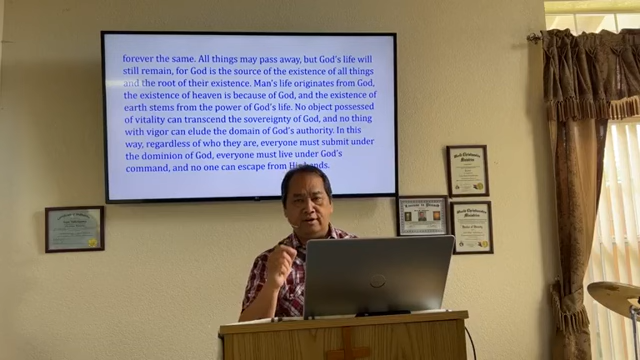 forever the same. All things may pass away, but God's life will
still remain, for God is the source of the existence of all things
and the root of their existence. Man's life originates from God,
the existence of heaven is because of God, and the existence of
earth stems from the power of God's life. No object possessed
of vitality can transcend the sovereignty of God, and no thing
with vigor can elude the domain of God's authority. In this
way, regardless of who they are, everyone must submit under
the dominion of God, everyone must live under God's
command, and no one can escape from His hands.